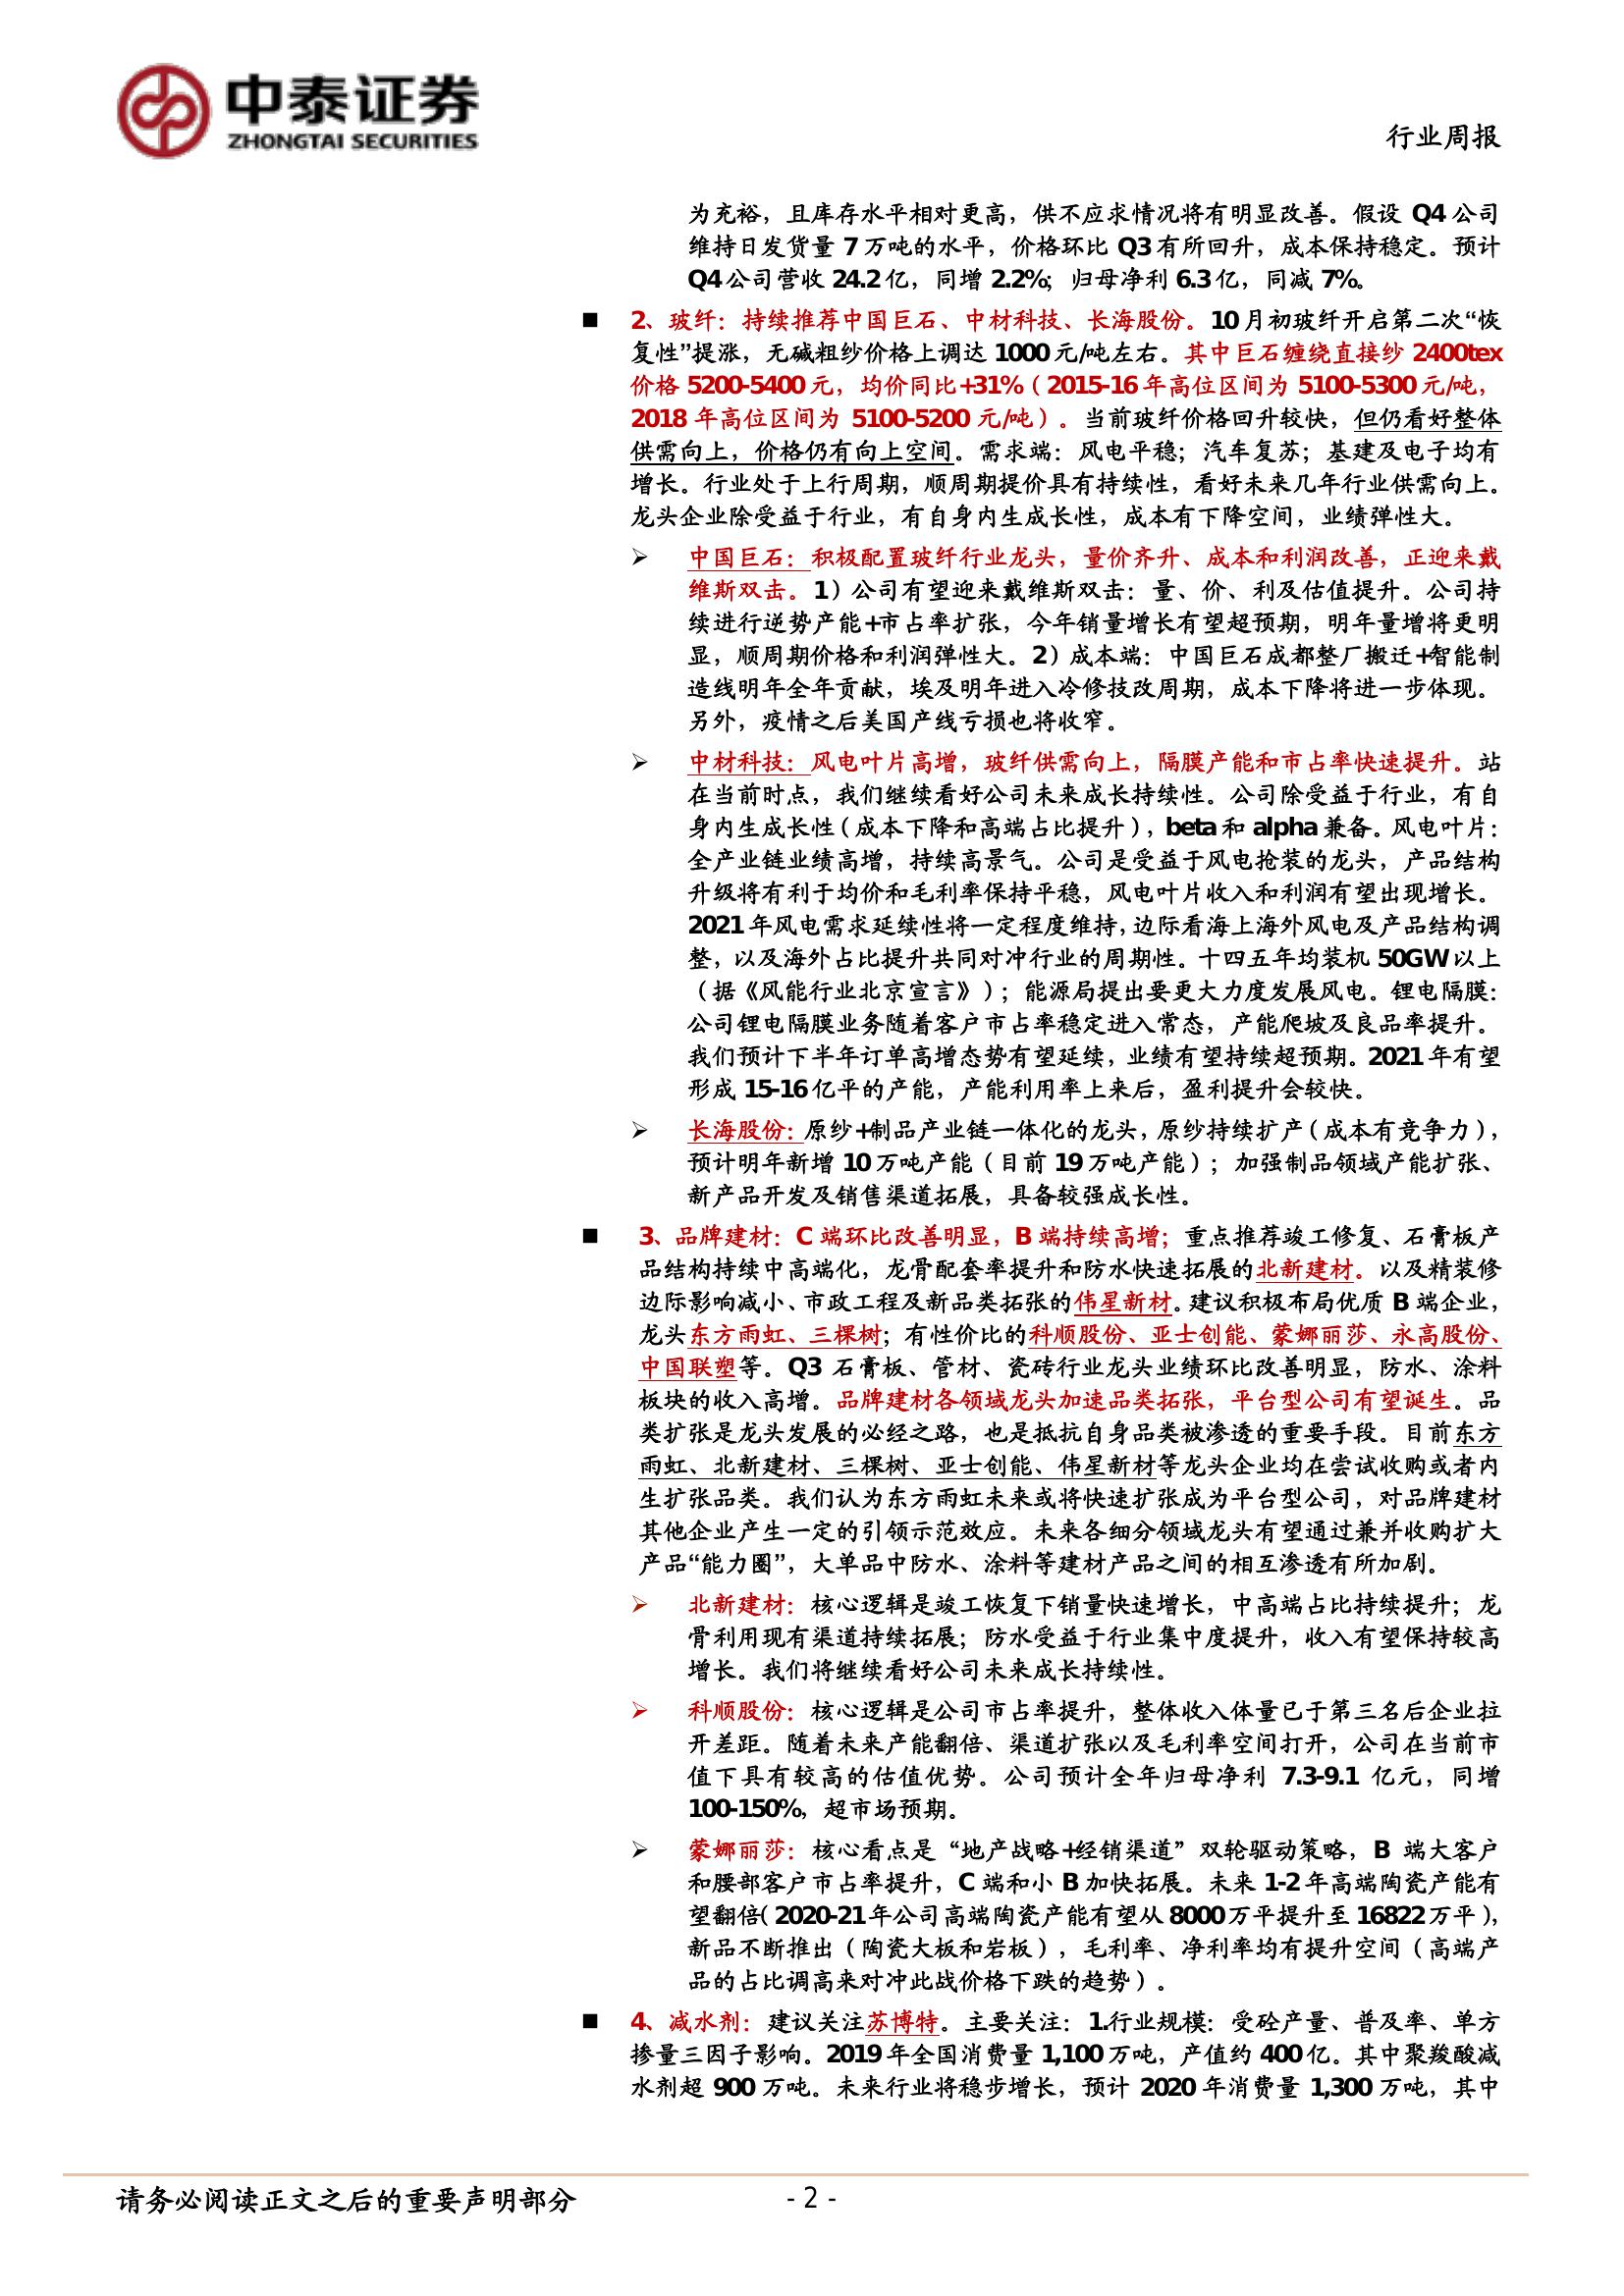 中泰证券
ZHONGTAI SECURITIES
行业周报
为充裕，且库存水平相对更高，供不应求情况将有明显改善。假设 Q4 公司
维持日发货量 7 万吨的水平，价格环比 Q3 有所回升，成本保持稳定。预计
Q4 公司营收 24.2 亿，同增 2.2%；归母净利 6.3 亿，同减 7%。
■ 2、玻纤：持续推荐中国巨石、中材科技、长海股份。10 月初玻纤开启第二次“恢
复性”提涨，无碱粗纱价格上调达 1000 元/吨左右。其中巨石缠绕直接纱 2400tex
价格 5200-5400 元，均价同比+31%（2015-16 年高位区间为 5100-5300 元/吨，
2018 年高位区间为 5100-5200 元/吨）。当前玻纤价格回升较快，但仍看好整体
供需向上，价格仍有向上空间。需求端：风电平稳；汽车复苏；基建及电子均有
增长。行业处于上行周期，顺周期提价具有持续性，看好未来几年行业供需向上。
龙头企业除受益于行业，有自身内生成长性，成本有下降空间，业绩弹性大。
➢ 中国巨石：积极配置玻纤行业龙头，量价齐升、成本和利润改善，正迎来戴
维斯双击。1）公司有望迎来戴维斯双击：量、价、利及估值提升。公司持
续进行逆势产能+市占率扩张，今年销量增长有望超预期，明年量增将更明
显，顺周期价格和利润弹性大。2）成本端：中国巨石成都整厂搬迁+智能制
造线明年全年贡献，埃及明年进入冷修技改周期，成本下降将进一步体现。
另外，疫情之后美国产线亏损也将收窄。
➢ 中材科技：风电叶片高增，玻纤供需向上，隔膜产能和市占率快速提升。站
在当前时点，我们继续看好公司未来成长持续性。公司除受益于行业，有自
身内生成长性（成本下降和高端占比提升），beta 和 alpha 兼备。风电叶片：
全产业链业绩高增，持续高景气。公司是受益于风电抢装的龙头，产品结构
升级将有利于均价和毛利率保持平稳，风电叶片收入和利润有望出现增长。
2021 年风电需求延续性将一定程度维持，边际看海上海外风电及产品结构调
整，以及海外占比提升共同对冲行业的周期性。十四五年均装机 50GW 以上
（据《风能行业北京宣言》）；能源局提出要更大力度发展风电。锂电隔膜：
公司锂电隔膜业务随着客户市占率稳定进入常态，产能爬坡及良品率提升。
我们预计下半年订单高增态势有望延续，业绩有望持续超预期。2021 年有望
形成 15-16 亿平的产能，产能利用率上来后，盈利提升会较快。
➢ 长海股份：原纱+制品产业链一体化的龙头，原纱持续扩产（成本有竞争力），
预计明年新增 10 万吨产能（目前 19 万吨产能）；加强制品领域产能扩张、
新产品开发及销售渠道拓展，具备较强成长性。
■ 3、品牌建材：C 端环比改善明显，B 端持续高增；重点推荐竣工修复、石膏板产
品结构持续中高端化，龙骨配套率提升和防水快速拓展的北新建材。以及精装修
边际影响减小、市政工程及新品类拓张的伟星新材。建议积极布局优质 B 端企业，
龙头东方雨虹、三棵树；有性价比的科顺股份、亚士创能、蒙娜丽莎、永高股份、
中国联塑等。Q3 石膏板、管材、瓷砖行业龙头业绩环比改善明显，防水、涂料
板块的收入高增。品牌建材各领域龙头加速品类拓张，平台型公司有望诞生。品
类扩张是龙头发展的必经之路，也是抵抗自身品类被渗透的重要手段。目前东方
雨虹、北新建材、三棵树、亚士创能、伟星新材等龙头企业均在尝试收购或者内
生扩张品类。我们认为东方雨虹未来或将快速扩张成为平台型公司，对品牌建材
其他企业产生一定的引领示范效应。未来各细分领域龙头有望通过兼并收购扩大
产品“能力圈”，大单品中防水、涂料等建材产品之间的相互渗透有所加剧。
➢ 北新建材：核心逻辑是竣工恢复下销量快速增长，中高端占比持续提升；龙
骨利用现有渠道持续拓展；防水受益于行业集中度提升，收入有望保持较高
增长。我们将继续看好公司未来成长持续性。
➢ 科顺股份：核心逻辑是公司市占率提升，整体收入体量已于第三名后企业拉
开差距。随着未来产能翻倍、渠道扩张以及毛利率空间打开，公司在当前市
值下具有较高的估值优势。公司预计全年归母净利 7.3-9.1 亿元，同增
100-150%，超市场预期。
➢ 蒙娜丽莎：核心看点是“地产战略+经销渠道”双轮驱动策略，B 端大客户
和腰部客户市占率提升，C 端和小 B 加快拓展。未来 1-2 年高端陶瓷产能有
望翻倍（2020-21 年公司高端陶瓷产能有望从 8000 万平提升至 16822 万平），
新品不断推出（陶瓷大板和岩板），毛利率、净利率均有提升空间（高端产
品的占比调高来对冲此战价格下跌的趋势）。
■ 4、减水剂：建议关注苏博特。主要关注：1.行业规模：受砼产量、普及率、单方
掺量三因子影响。2019 年全国消费量 1,100 万吨，产值约 400 亿。其中聚羧酸减
水剂超 900 万吨。未来行业将稳步增长，预计 2020 年消费量 1,300 万吨，其中
请务必阅读正文之后的重要声明部分
- 2 -